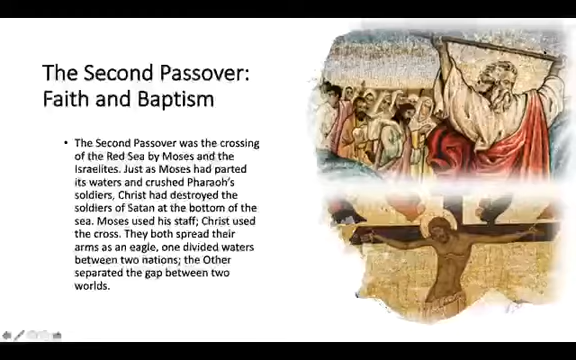 The Second Passover:
Faith and Baptism
• The Second Passover was the crossing
of the Red Sea by Moses and the
Israelites. Just as Moses had parted
its waters and crushed Pharaoh's
soldiers, Christ had destroyed the
soldiers of Satan at the bottom of the
sea. Moses used his staff; Christ used
the cross. They both spread their
arms as an eagle, one divided waters
between two nations; the Other
separated the gap between two
worlds.